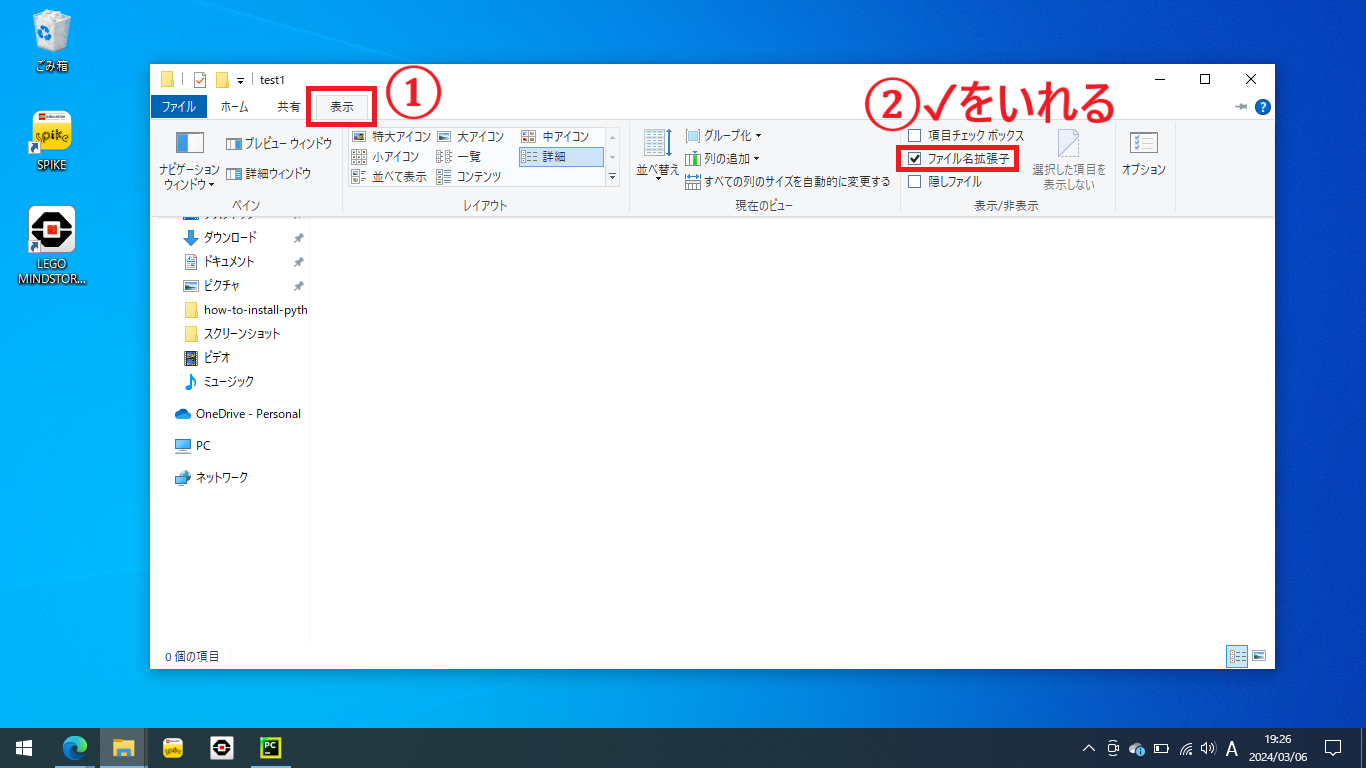 ごみ箱
education
spike
SPIKE
LEGO
MINDSTOR...
test1
ファイル
ホーム
共有
表示
①
②✓をいれる
ナビゲーション
ウィンドウ
プレビュー ウィンドウ
詳細ウィンドウ
ペイン
特大アイコン
大アイコン
中アイコン
小アイコン
一覧
詳細
並べて表示
コンテンツ
レイアウト
並べ替え
グループ化
列の追加
すべての列のサイズを自動的に変更する
現在のビュー
項目チェック ボックス
ファイル名拡張子
隠しファイル
選択した項目を
表示しない
表示/非表示
オプション
ダウンロード
ドキュメント
ピクチャ
how-to-install-pyth
スクリーンショット
ビデオ
ミュージック
OneDrive - Personal
PC
ネットワーク
0 個の項目
spike
PC
A
19:26
2024/03/06